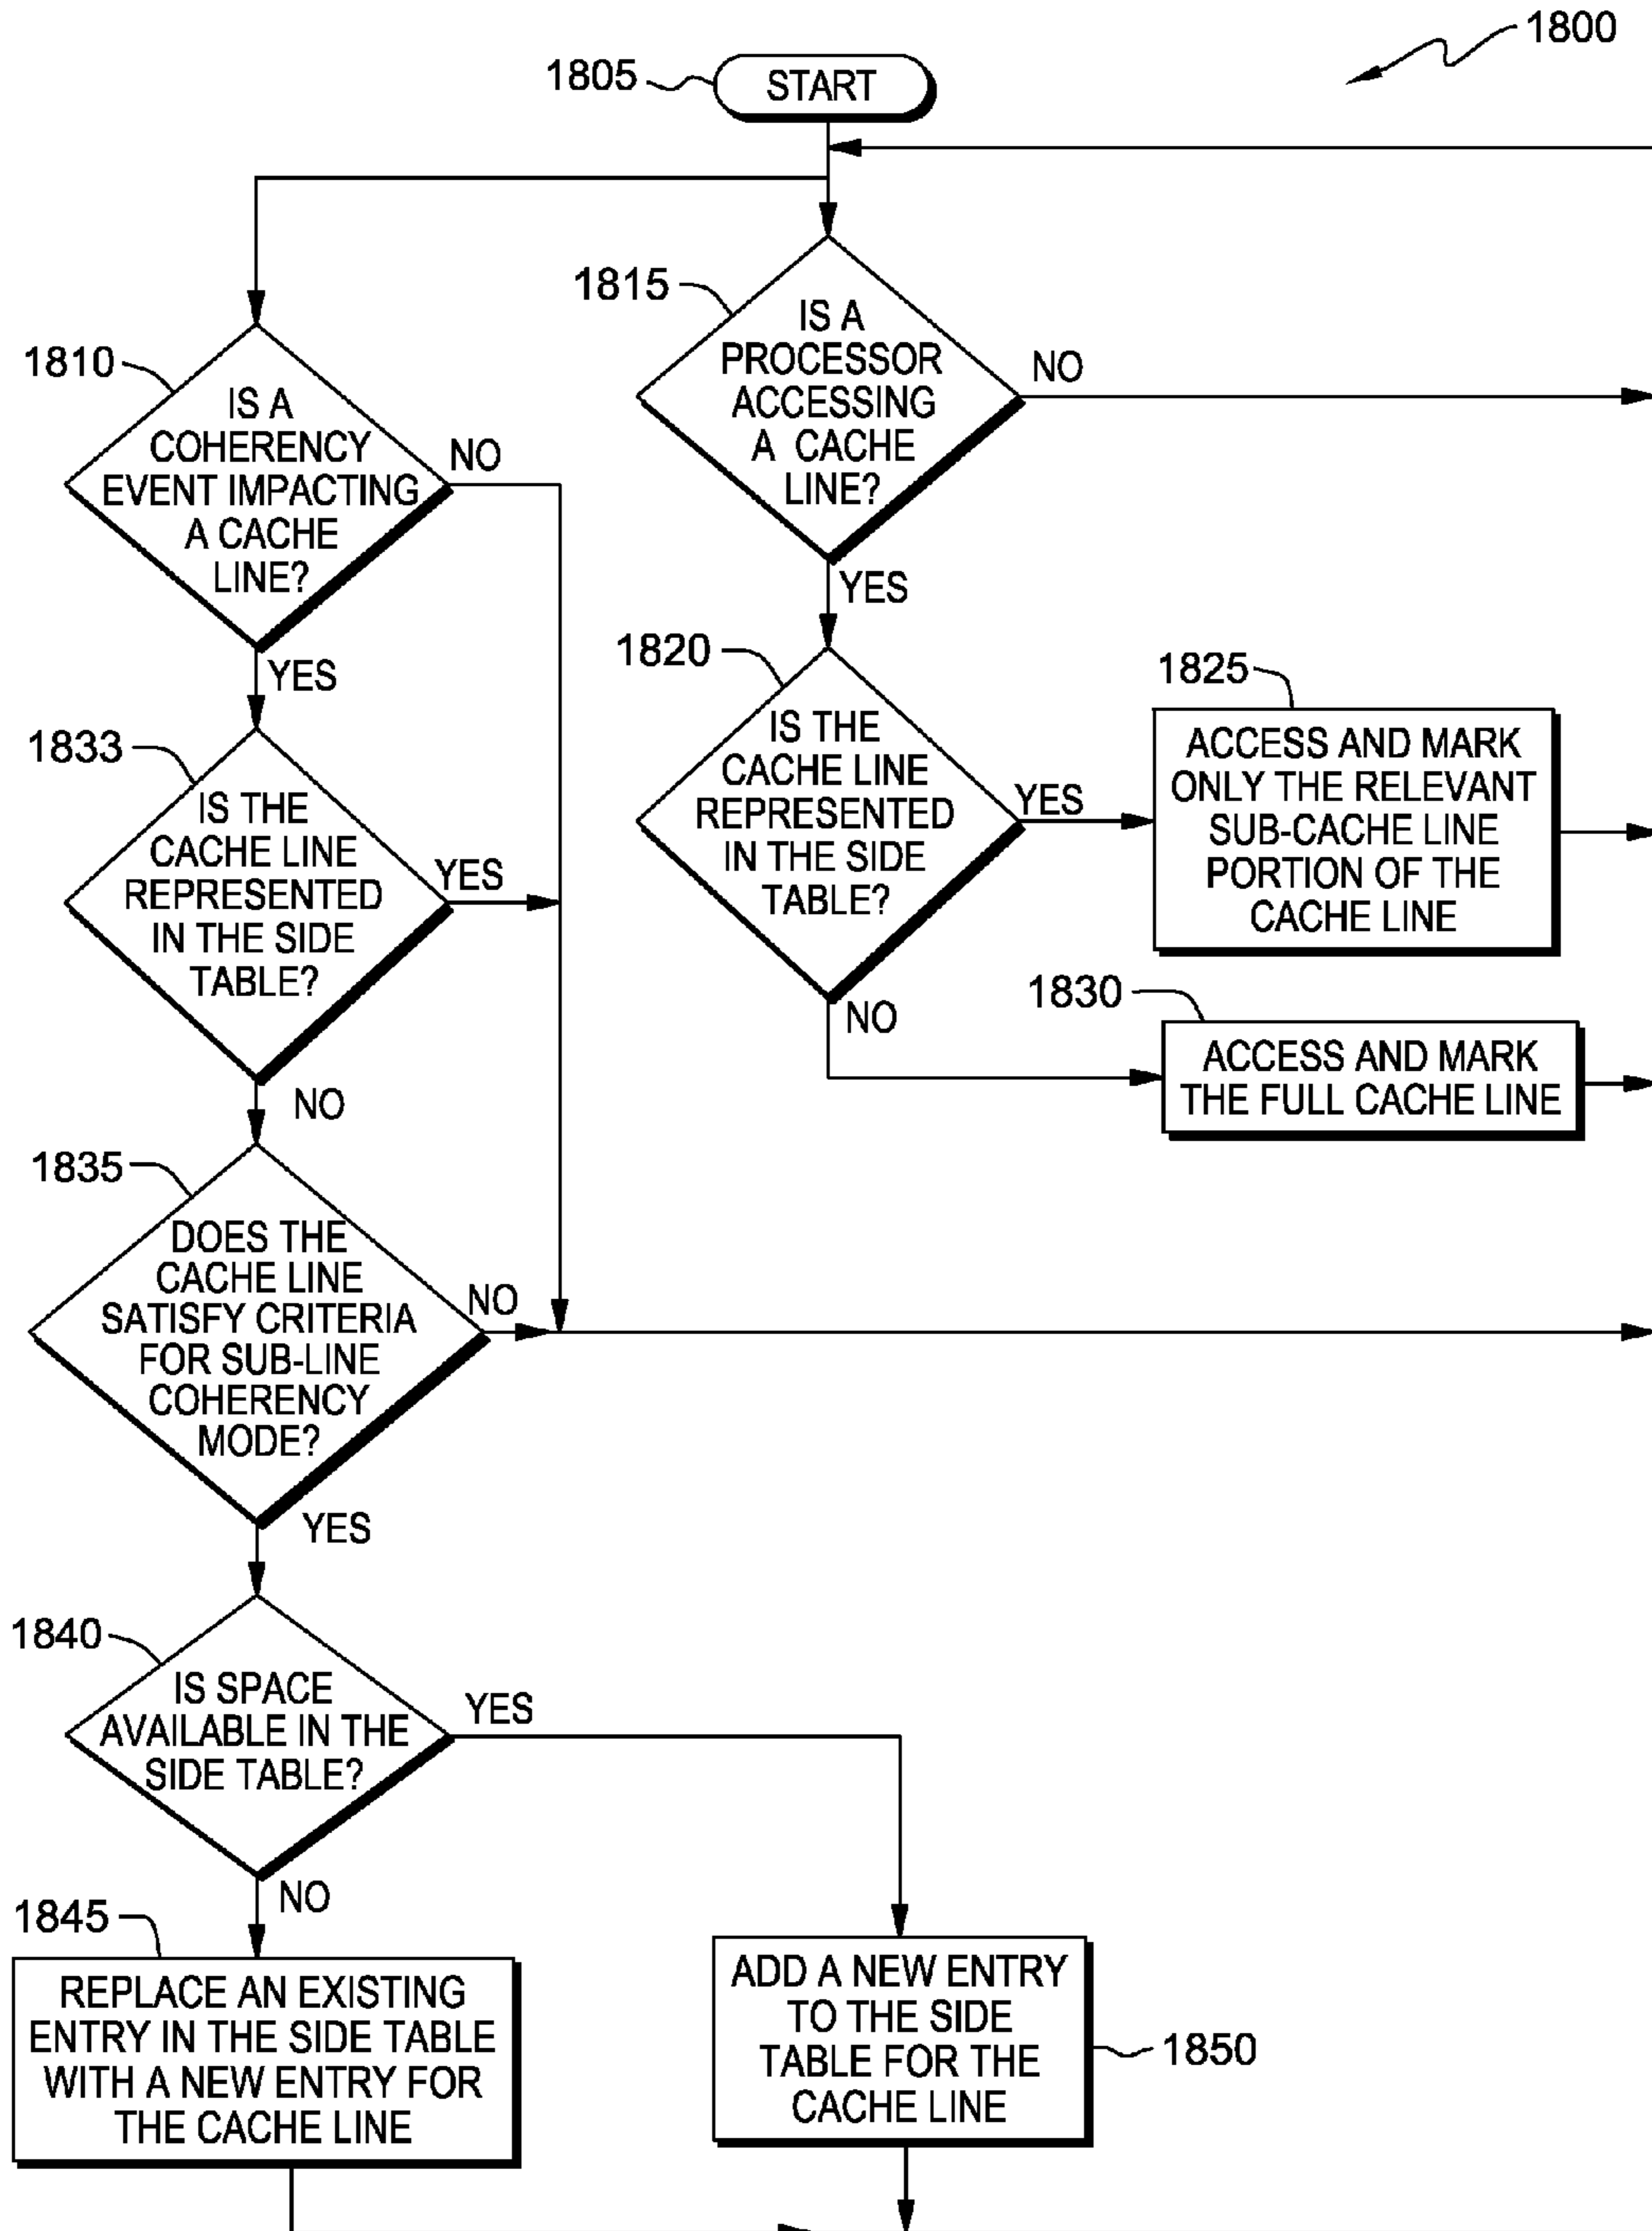 1800
1805
START
1815
IS A
PROCESSOR
ACCESSING
A CACHE
LINE?
NO
YES
1810
IS A
COHERENCY
EVENT IMPACTING
A CACHE
LINE?
NO
YES
1820
IS THE
CACHE LINE
REPRESENTED
IN THE SIDE
TABLE?
YES
NO
1825
ACCESS AND MARK
ONLY THE RELEVANT
SUB-CACHE LINE
PORTION OF THE
CACHE LINE
1830
ACCESS AND MARK
THE FULL CACHE LINE
1833
IS THE
CACHE LINE
REPRESENTED
IN THE SIDE
TABLE?
YES
NO
1835
DOES THE
CACHE LINE
SATISFY CRITERIA
FOR SUB-LINE
COHERENCY
MODE?
NO
YES
1840
IS SPACE
AVAILABLE IN THE
SIDE TABLE?
YES
NO
1845
REPLACE AN EXISTING
ENTRY IN THE SIDE TABLE
WITH A NEW ENTRY FOR
THE CACHE LINE
ADD A NEW ENTRY
TO THE SIDE
TABLE FOR THE
CACHE LINE
1850